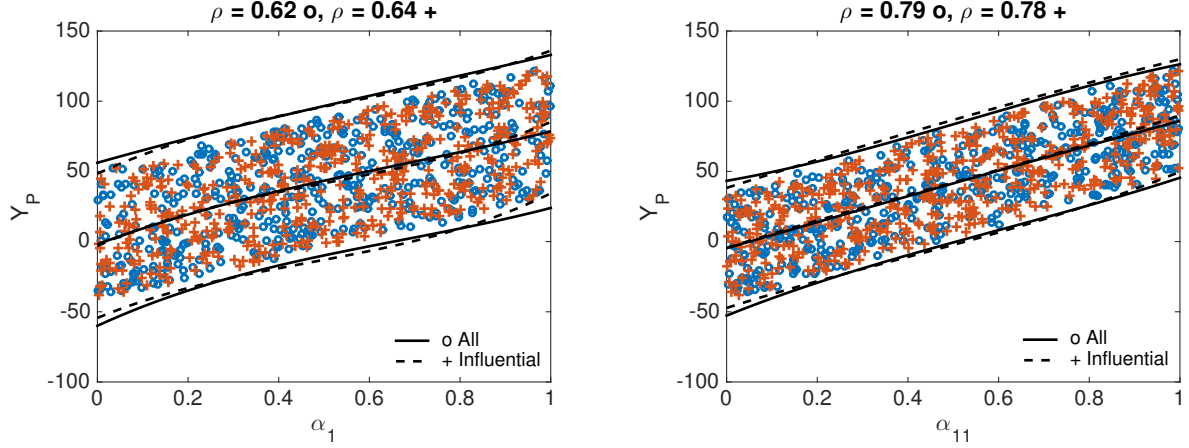 ρ = 0.62 o, ρ = 0.64 +
150
100
50
0
-50
-100
Y_P
0
0.2
0.4
0.6
0.8
1
α_1
o All
+ Influential
ρ = 0.79 o, ρ = 0.78 +
150
100
50
0
-50
-100
Y_P
0
0.2
0.4
0.6
0.8
1
α_11
o All
+ Influential